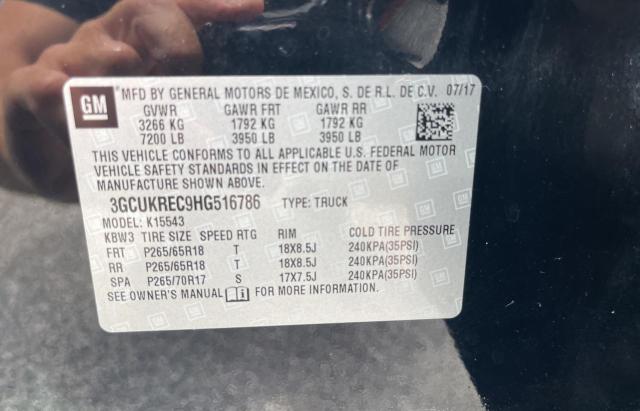 GM
*MFD BY GENERAL MOTORS DE MEXICO, S. DE R.L. DE C.V. 07/17
GVWR GAWR FRT GAWR RR
3266 KG 1792 KG 1792 KG
7200 LB 3950 LB 3950 LB
THIS VEHICLE CONFORMS TO ALL APPLICABLE U.S. FEDERAL MOTOR
VEHICLE SAFETY STANDARDS IN EFFECT ON THE DATE OF
MANUFACTURE SHOWN ABOVE.
3GCUKREC9HG516786 TYPE: TRUCK
MODEL: K15543
KBW3 TIRE SIZE SPEED RTG RIM COLD TIRE PRESSURE
FRT P265/65R18 T 18X8.5J 240KPA(35PSI)
RR P265/65R18 T 18X8.5J 240KPA(35PSI)
SPA P265/70R17 S 17X7.5J 240KPA(35PSI)
SEE OWNER'S MANUAL FOR MORE INFORMATION.